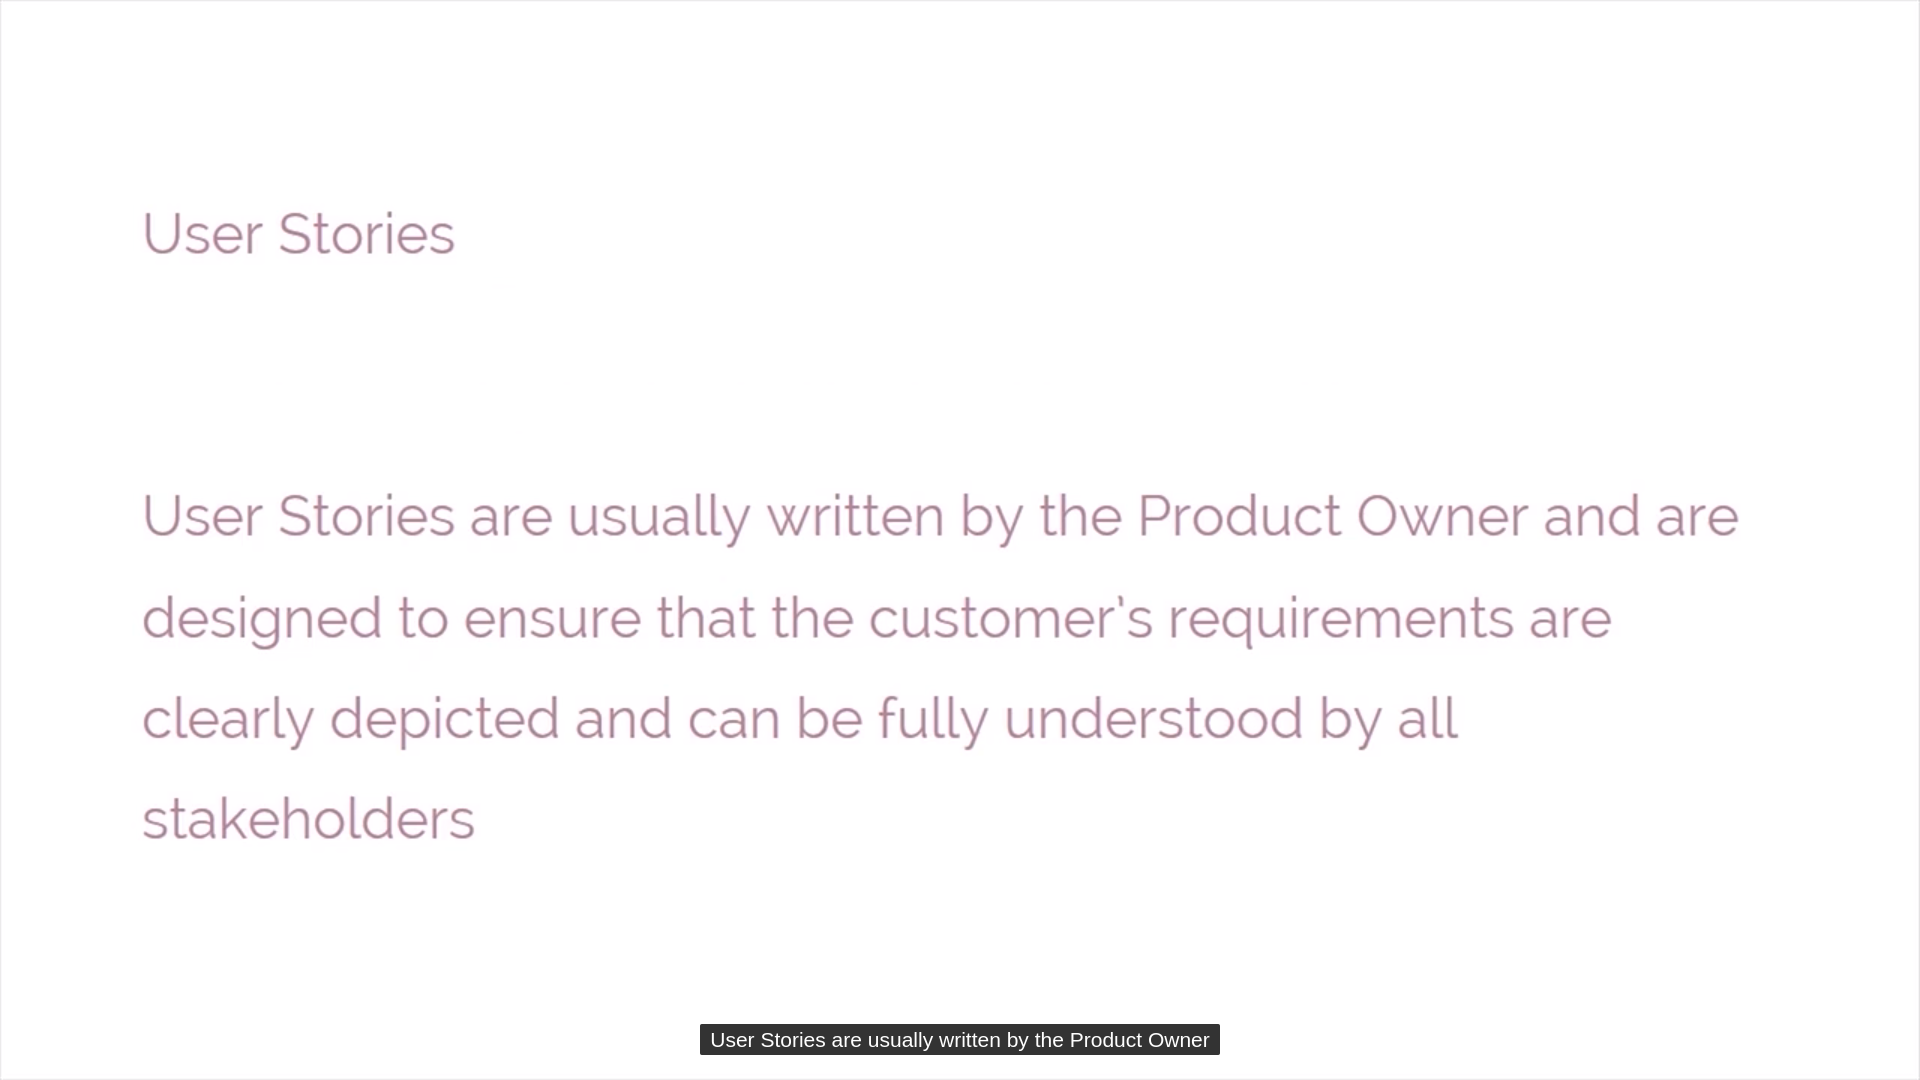 User Stories
User Stories are usually written by the Product Owner and are
designed to ensure that the customer's requirements are
clearly depicted and can be fully understood by all
stakeholders
User Stories are usually written by the Product Owner